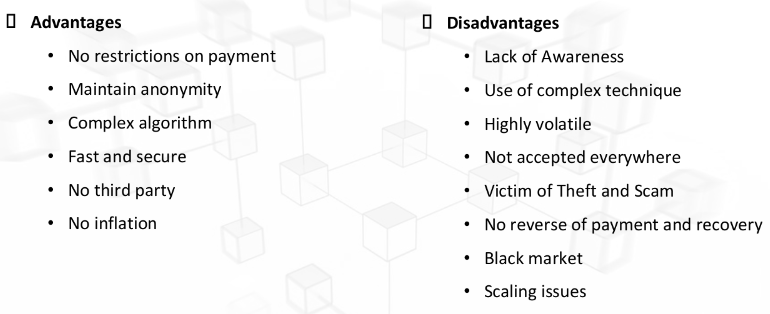 Advantages
• No restrictions on payment
• Maintain anonymity
• Complex algorithm
• Fast and secure
• No third party
• No inflation
Disadvantages
• Lack of Awareness
• Use of complex technique
• Highly volatile
• Not accepted everywhere
• Victim of Theft and Scam
• No reverse of payment and recovery
• Black market
• Scaling issues